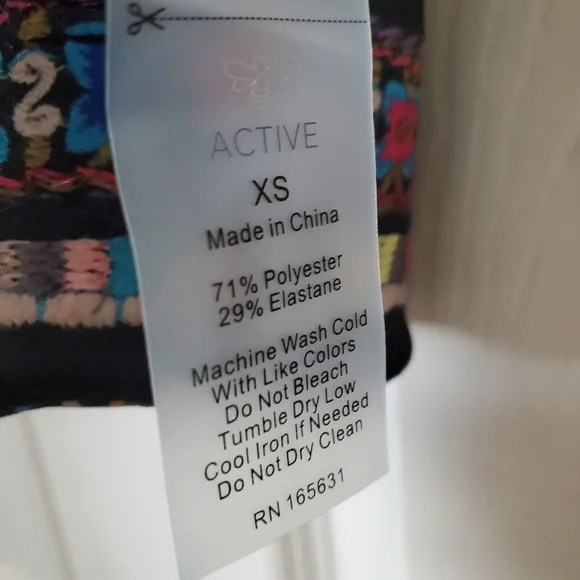 ACTIVE
XS
Made in China
71% Polyester
29% Elastane
Machine Wash Cold
With Like Colors
Do Not Bleach
Tumble Dry Low
Cool Iron If Needed
Do Not Dry Clean
RN 165631